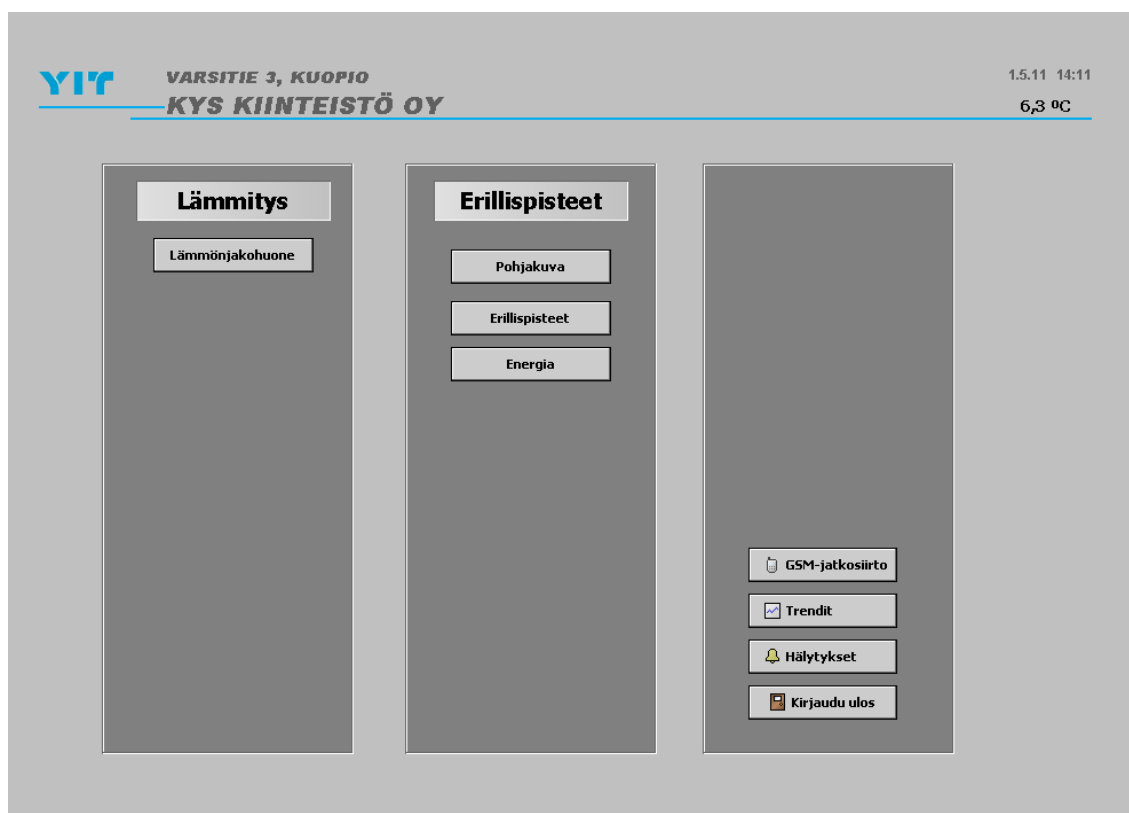 YIT
VARSITIE 3, KUOPIO
KYS KIINTEISTÖ OY
1.5.11 14:11
6,3 ºC
Lämmitys
Lämmönjakohuone
Erillispisteet
Pohjakuva
Erillispisteet
Energia
GSM-jatkosiirto
Trendit
Hälytykset
Kirjaudu ulos